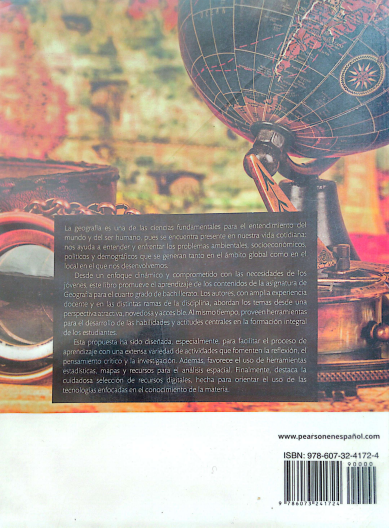 La geografía es una de las ciencias fundamentales para el entendimiento del
mundo y del ser humano, pues se encuentra presente en nuestra vida cotidiana:
nos ayuda a entender y enfrentar los problemas ambientales, socioeconómicos,
políticos y demográficos que se generan tanto en el ámbito global como en el
local en el que nos desenvolvemos.
Desde un enfoque dinámico y comprometido con las necesidades de los
jóvenes, este libro promueve el aprendizaje de los contenidos de la asignatura de
Geografía para el cuarto grado de bachillerato. Los autores, con amplia experiencia
docente y en las distintas ramas de la disciplina, abordan los temas desde una
perspectiva atractiva, novedosa y accesible. Al mismo tiempo, proveen herramientas
para el desarrollo de las habilidades y actitudes centrales en la formación integral
de los estudiantes.
Esta propuesta ha sido diseñada, especialmente, para facilitar el proceso de
aprendizaje con una extensa variedad de actividades que fomenten la reflexión, el
pensamiento crítico y la investigación. Además, favorece el uso de herramientas
estadísticas, mapas y recursos para el análisis espacial. Finalmente, destaca la
cuidadosa selección de recursos digitales, hecha para orientar el uso de las
tecnologías enfocadas en el conocimiento de la materia.
www.pearsonenespañol.com
ISBN: 978-607-32-4172-4
90000
9 786073 241724